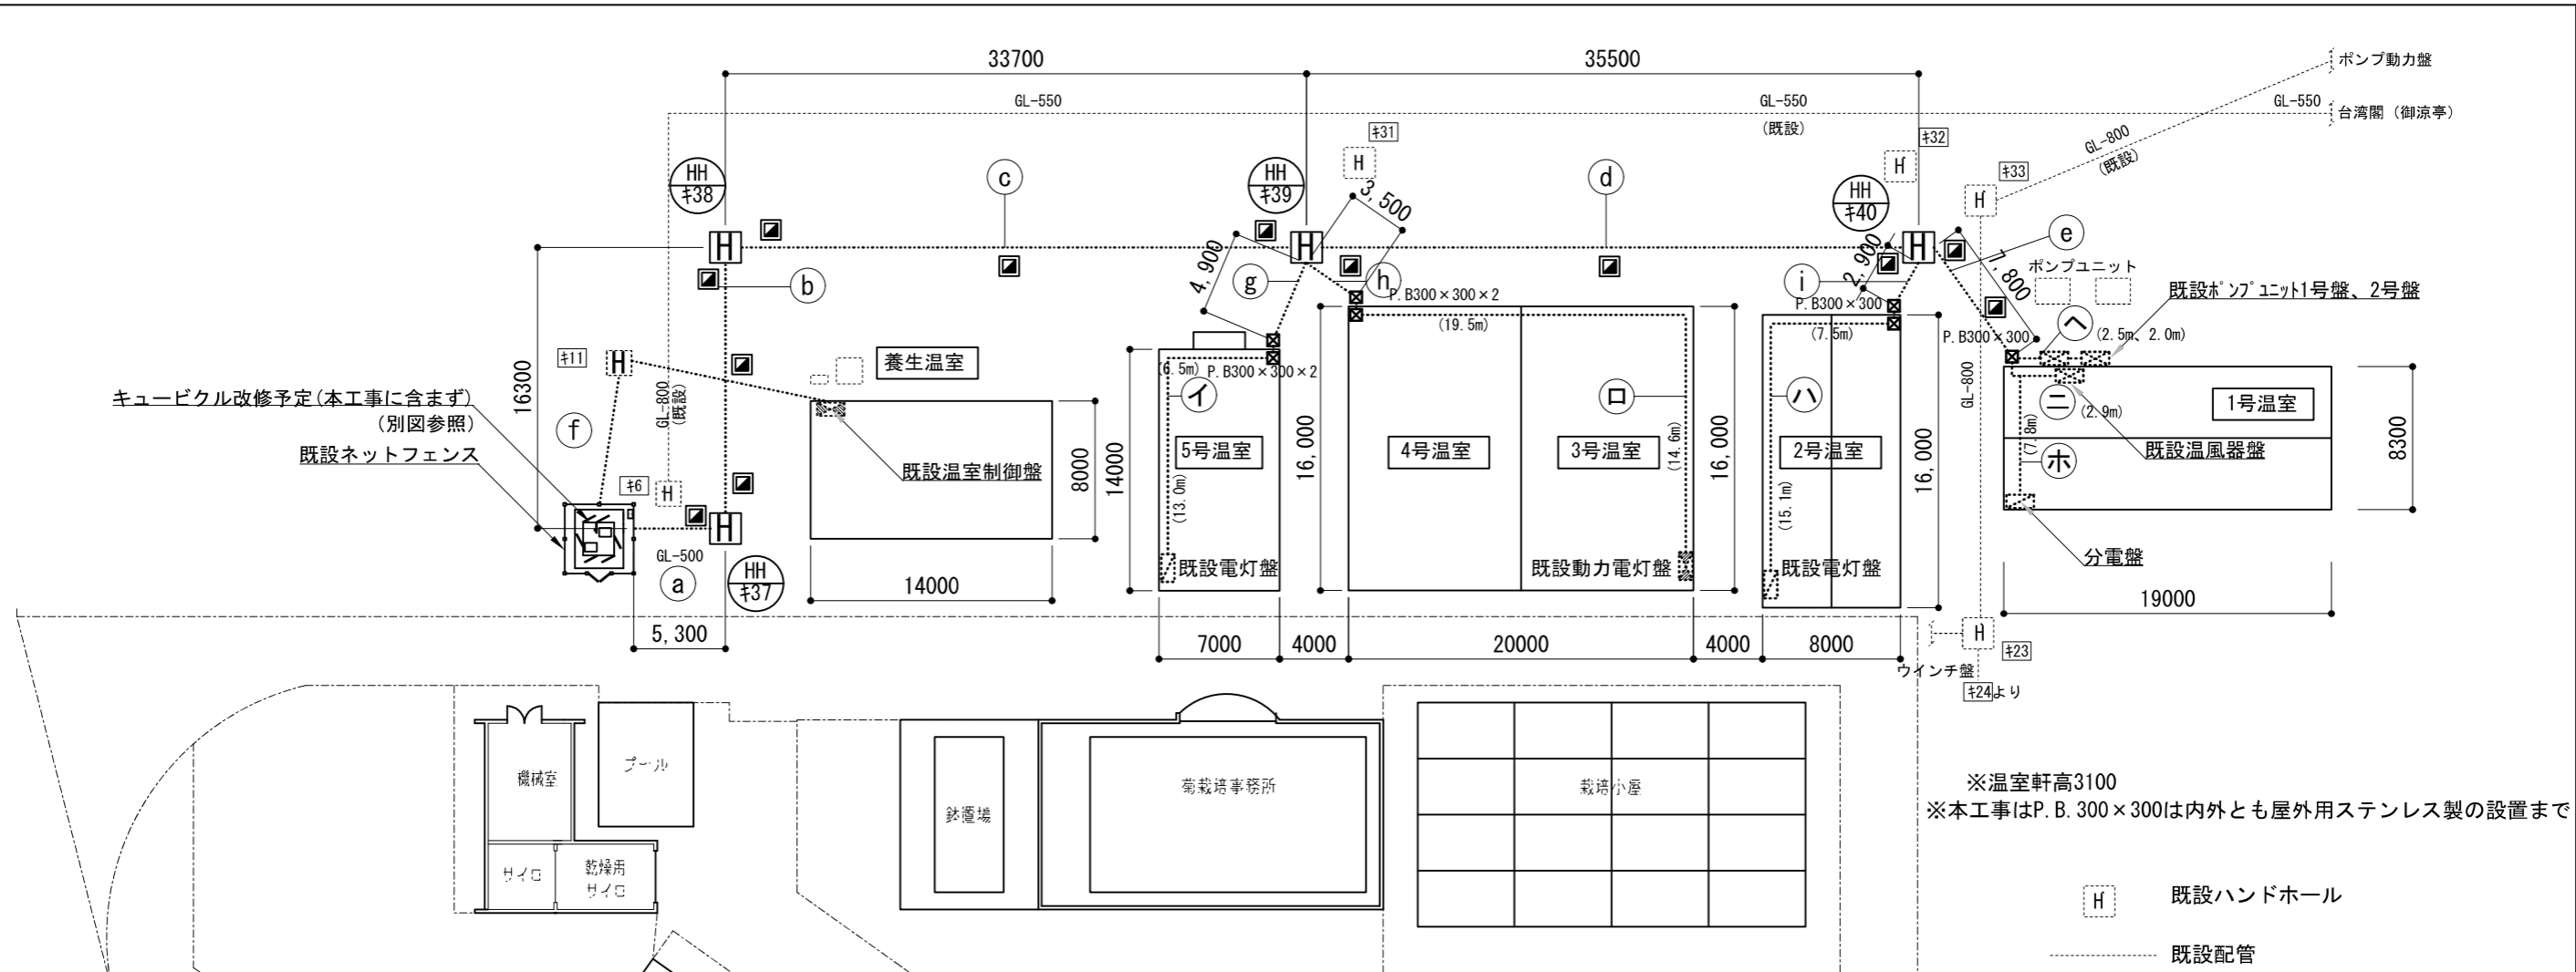 33700
35500
ポンプ動力盤
GL-550
GL-550
GL-550
台湾閣（御涼亭）
(既設)
ｷ31
ｷ32
GL-800
(既設)
ｷ33
H
H
H
HH
ｷ38
c
HH
ｷ39
d
HH
ｷ40
3,500
e
H
H
H
4,900
g
h
i
2,900
7,800
ポンプユニット
b
P.B300×300×2
P.B300×300
既設ﾎﾟﾝﾌﾟﾕﾆｯﾄ1号盤、2号盤
(19.5m)
(7.5m)
P.B300×300
ヘ
(2.5m、2.0m)
16300
ｷ11
H
養生温室
(6.5m)
P.B300×300×2
キュービクル改修予定(本工事に含まず)
（別図参照）
GL-800
(既設)
GL-800
イ
ロ
ハ
ニ
(2.9m)
1号温室
f
既設ネットフェンス
5号温室
4号温室
3号温室
2号温室
16,000
16,000
16,000
(14.6m)
(7.8m)
ホ
既設温風器盤
8300
既設温室制御盤
8000
14000
(13.0m)
(15.1m)
ｷ6
H
H
GL-500
a
HH
ｷ37
14000
既設電灯盤
既設動力電灯盤
既設電灯盤
分電盤
19000
5,300
7000
4000
20000
4000
8000
H
ｷ23
ウインチ盤
ｷ24より
機械室
プール
鉢置場
菊栽培事務所
栽培小屋
サイロ
乾燥用
サイロ
※温室軒高3100
※本工事はP.B.300×300は内外とも屋外用ステンレス製の設置まで
H
既設ハンドホール
既設配管